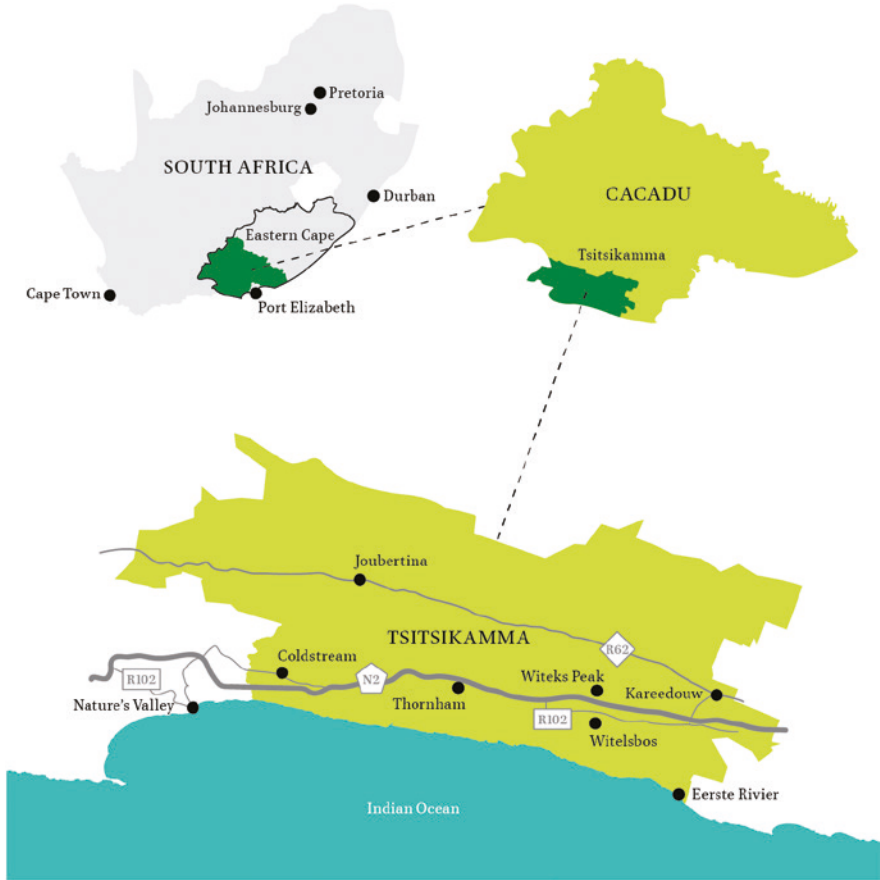 Pretoria
Johannesburg
SOUTH AFRICA
Durban
Eastern Cape
Cape Town
Port Elizabeth
CACADU
Tsitsikamma
Joubertina
TSITSIKAMMA
R62
Coldstream
N2
Witeks Peak
R102
Kareedouw
Nature's Valley
Thornham
R102
Witelsbos
Eerste Rivier
Indian Ocean